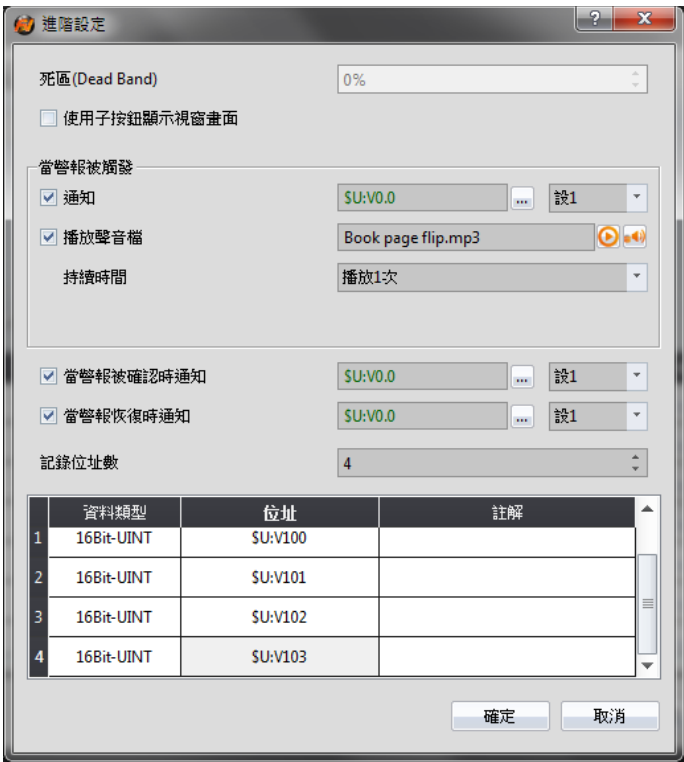 進階設定
?
死區(Dead Band) 0%
使用子按鈕顯示視窗畫面
當警報被觸發
通知 $U:V0.0 ... 設1
播放聲音檔 Book page flip.mp3
持續時間 播放1次
當警報被確認時通知 $U:V0.0 ... 設1
當警報恢復時通知 $U:V0.0 ... 設1
記錄位址數 4
資料類型 位址 註解
1 16Bit-UINT $U:V100
2 16Bit-UINT $U:V101
3 16Bit-UINT $U:V102
4 16Bit-UINT $U:V103
確定 取消